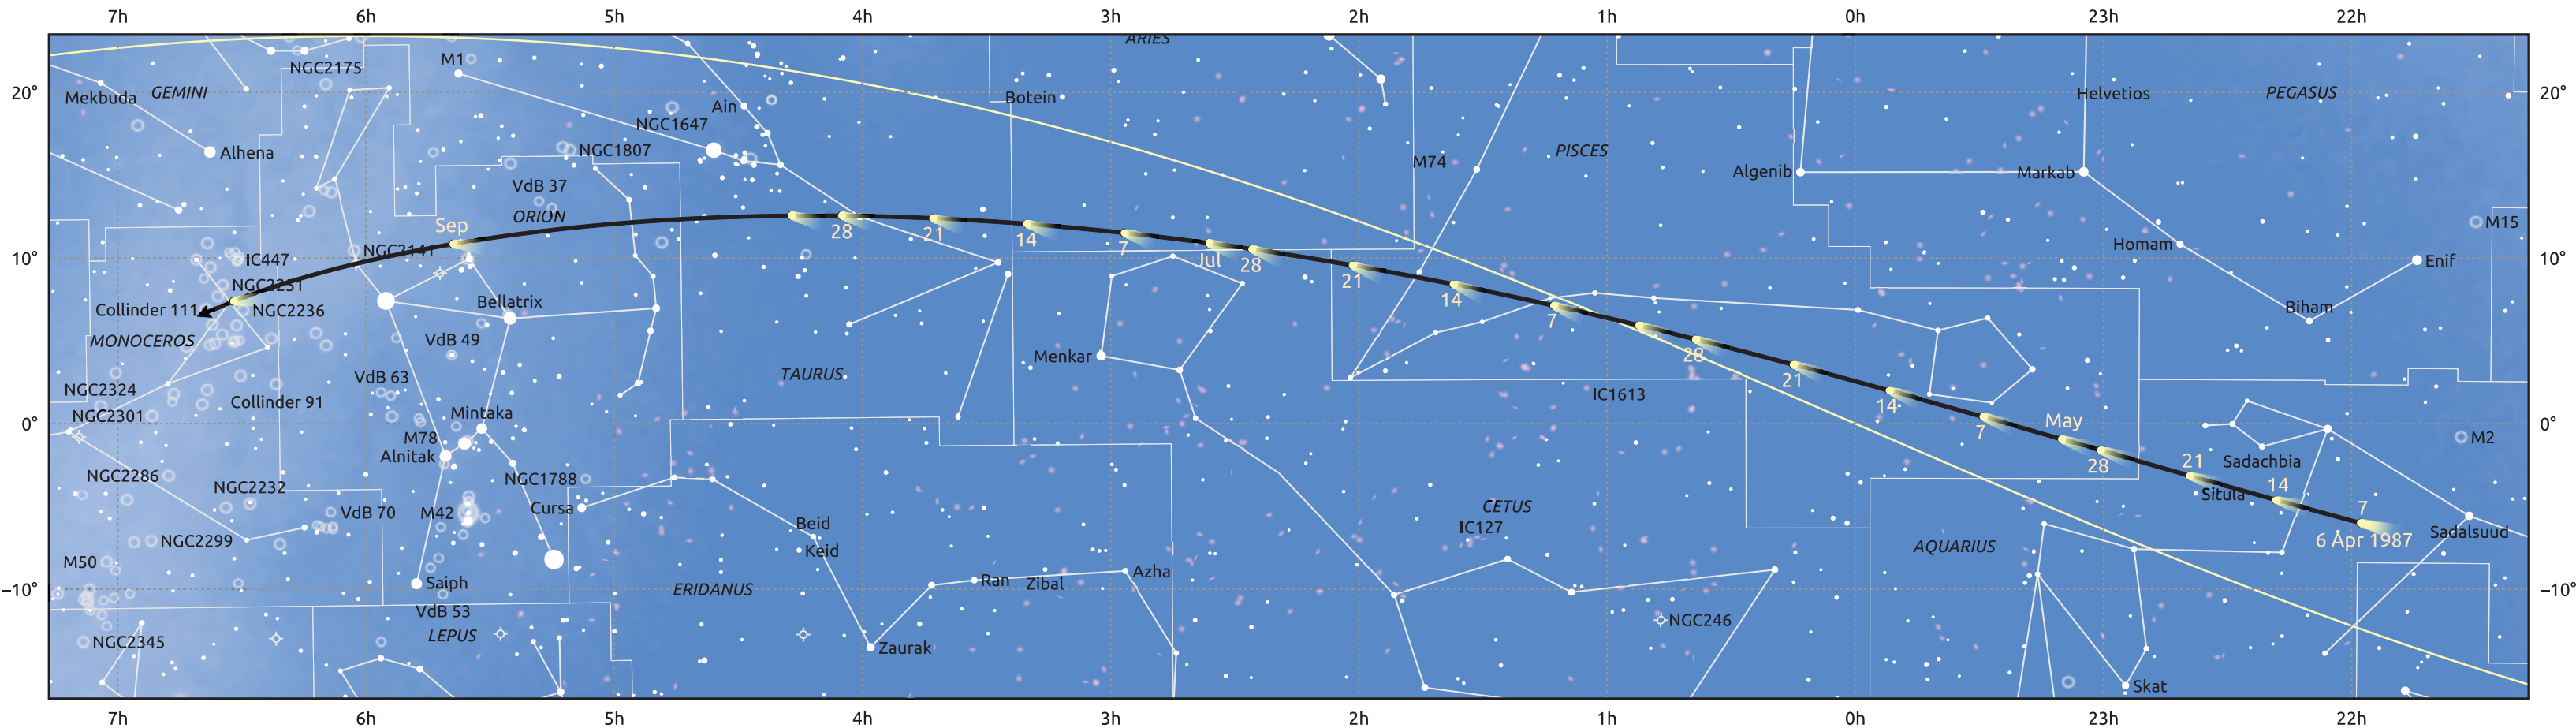 7h 6h 5h 4h 3h 2h 1h 0h 23h 22h
ARIES
M1
NGC2175
20° Mekbuda GEMINI Ain Botein Helvetios PEGASUS 20°
NGC1647
Alhena NGC1807 M74 PISCES Algenib Markab
VdB 37
ORION M15
Sep 28 21 14 7 Jul 28 Homam
10° IC447 NGC2141 21 Enif 10°
NGC2251 14
Collinder 111 NGC2236 Bellatrix 7 Biham
MONOCEROS VdB 49 Menkar 28
TAURUS 21
VdB 63
NGC2324 Collinder 91 IC1613 14
NGC2301 Mintaka May
0° M78 7 M2 0°
Alnitak 28 21 Sadachbia
NGC2286 NGC1788 14
NGC2232 Situla
VdB 70 M42 Cursa CETUS 7
NGC2299 Beid IC127 AQUARIUS 6 Apr 1987 Sadalsuud
M50 Keid
−10° Saiph ERIDANUS Ran Zibal Azha −10°
VdB 53
NGC2345 LEPUS Zaurak NGC246
Skat
7h 6h 5h 4h 3h 2h 1h 0h 23h 22h